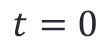 t = 0